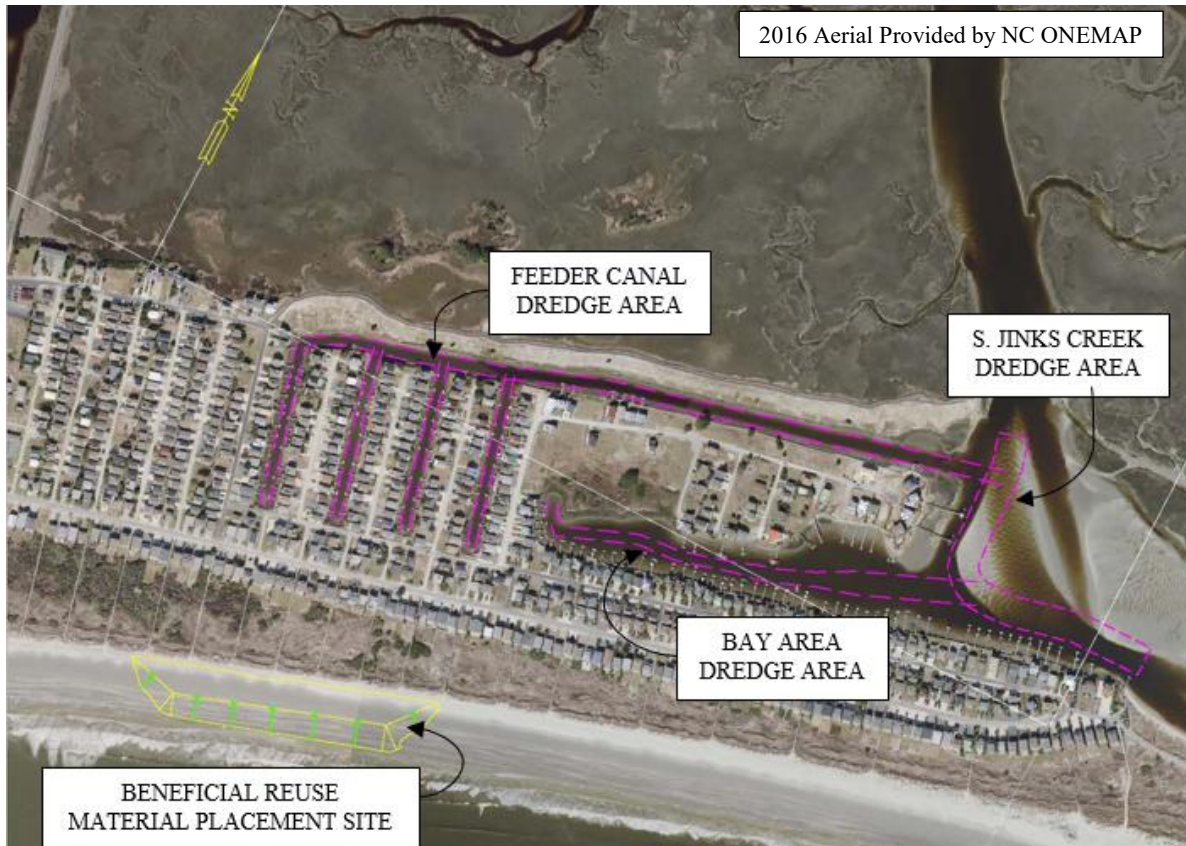 2016 Aerial Provided by NC ONEMAP
N
FEEDER CANAL
DREDGE AREA
S. JINKS CREEK
DREDGE AREA
BAY AREA
DREDGE AREA
BENEFICIAL REUSE
MATERIAL PLACEMENT SITE